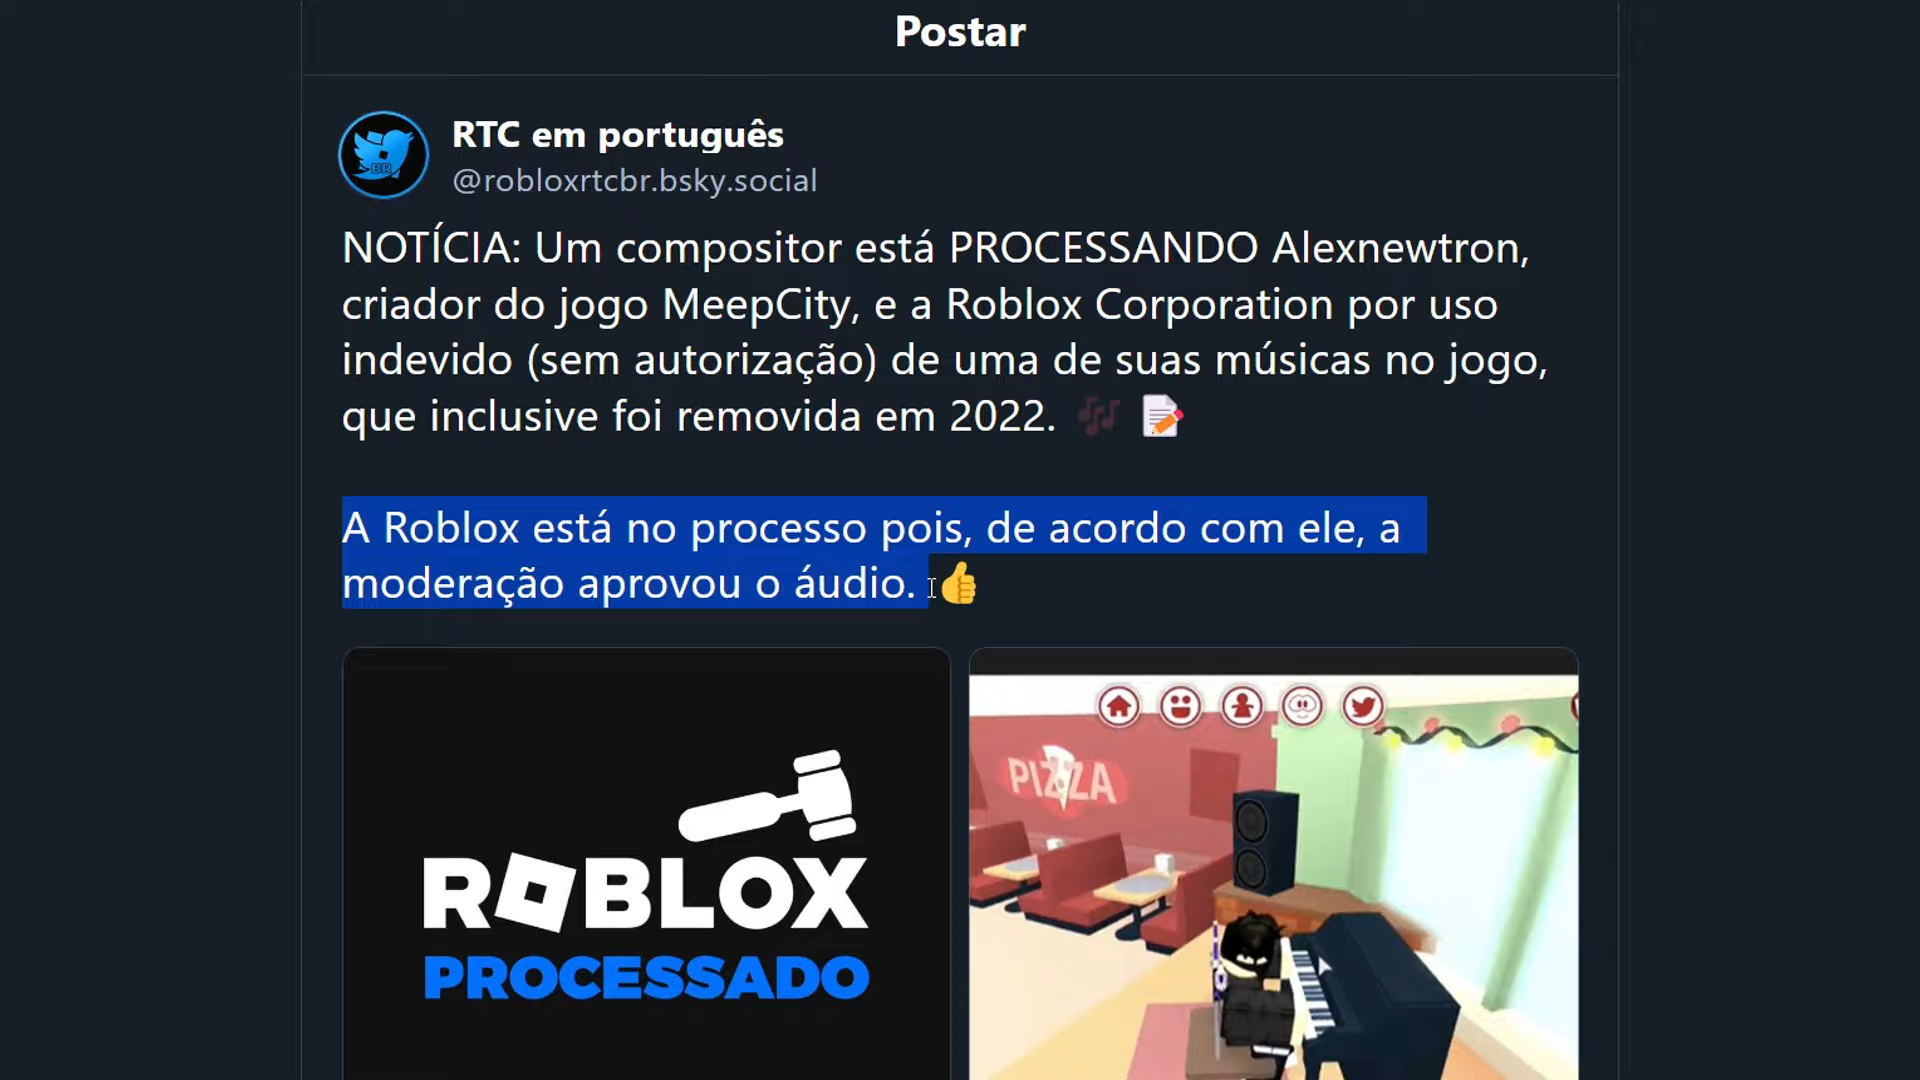 Postar
RTC em português
@robloxrtcbr.bsky.social
NOTÍCIA: Um compositor está PROCESSANDO Alexnewtron,
criador do jogo MeepCity, e a Roblox Corporation por uso
indevido (sem autorização) de uma de suas músicas no jogo,
que inclusive foi removida em 2022. 🎶 📝
A Roblox está no processo pois, de acordo com ele, a
moderação aprovou o áudio. 👍
ROBLOX
PROCESSADO
PIZZA
BR